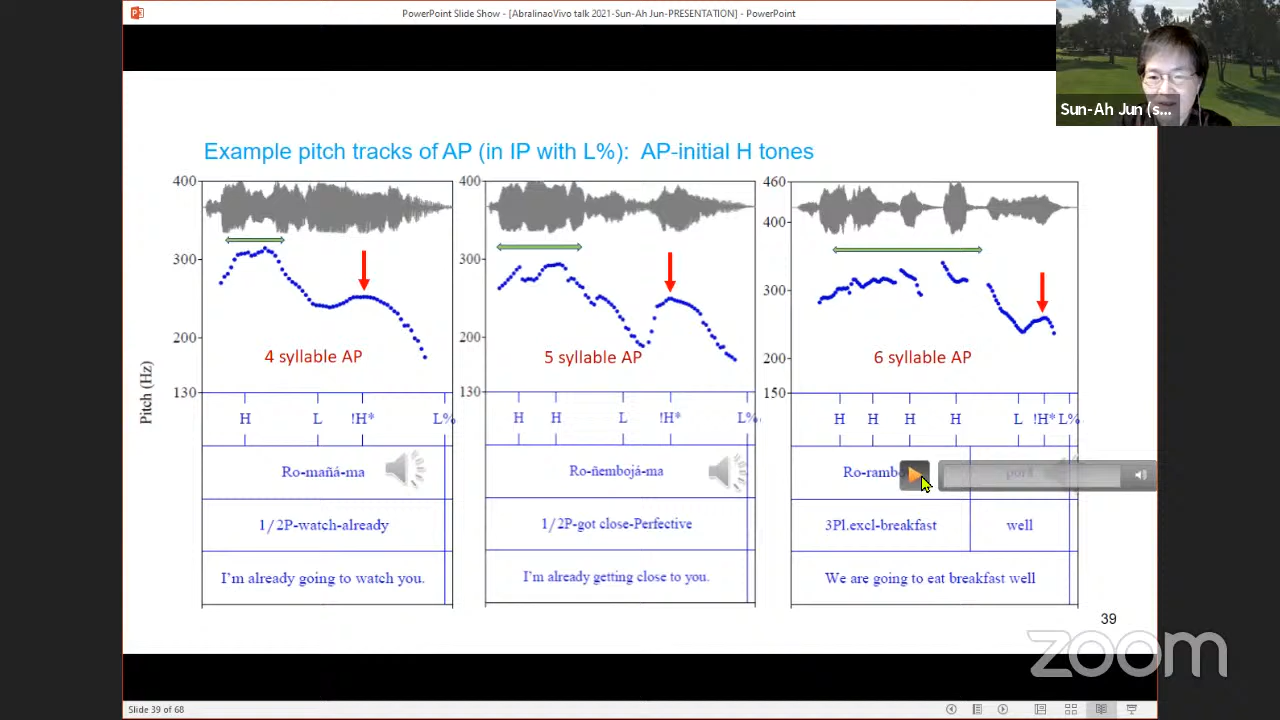 PowerPoint Slide Show - [AbralinaoVivo talk 2021-Sun-Ah Jun-PRESENTATION] - PowerPoint
Sun-Ah Jun (s...
Example pitch tracks of AP (in IP with L%): AP-initial H tones
400
300
200
130
Pitch (Hz)
4 syllable AP
H L !H* L%
Ro-mañá-ma
1/2P-watch-already
I'm already going to watch you.
400
300
200
130
5 syllable AP
H H L !H* L%
Ro-ñembojá-ma
1/2P-got close-Perfective
I'm already getting close to you.
460
400
300
200
150
6 syllable AP
H H H H L !H* L%
3Pl.excl-breakfast well
We are going to eat breakfast well
39
zoom
Slide 39 of 68